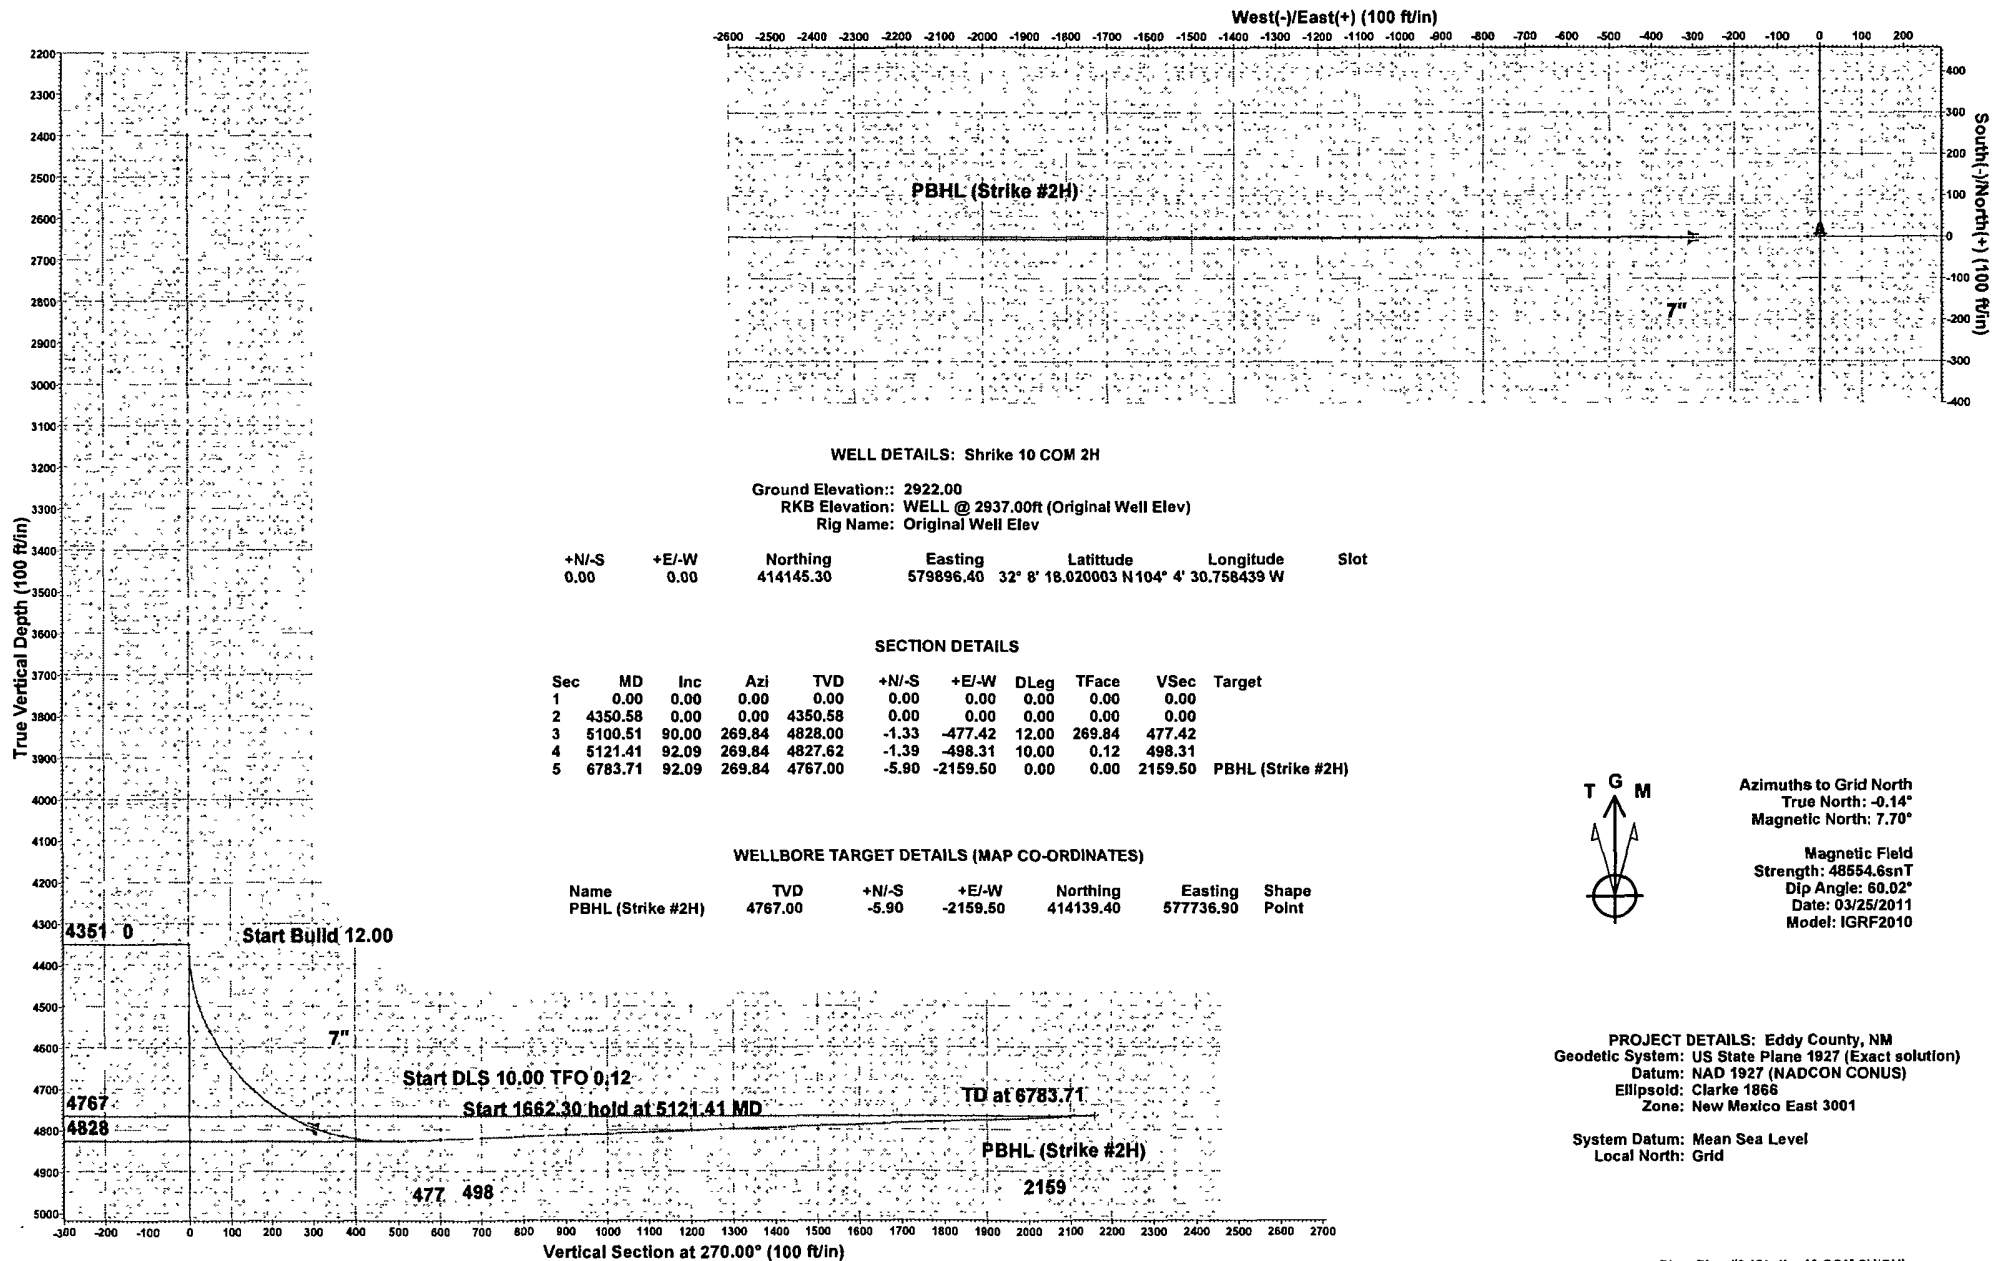 West(-)/East(+) (100 ft/in)
-2600 -2500 -2400 -2300 -2200 -2100 -2000 -1900 -1800 -1700 -1600 -1500 -1400 -1300 -1200 -1100 -1000 -900 -800 -700 -600 -500 -400 -300 -200 -100 0 100 200
400
300
200
100
0
-100
-200
-300
-400
South(-)/North(+) (100 ft/in)
PBHL (Strike #2H)
7"
True Vertical Depth (100 ft/in)
2200
2300
2400
2500
2600
2700
2800
2900
3000
3100
3200
3300
3400
3500
3600
3700
3800
3900
4000
4100
4200
4300
4400
4500
4600
4700
4800
4900
5000
WELL DETAILS: Shrike 10 COM 2H
Ground Elevation:: 2922.00
RKB Elevation: WELL @ 2937.00ft (Original Well Elev)
Rig Name: Original Well Elev
+N/-S +E/-W Northing Easting Latittude Longitude Slot
0.00 0.00 414145.30 579896.40 32° 8' 18.020003 N 104° 4' 30.758439 W
SECTION DETAILS
Sec MD Inc Azi TVD +N/-S +E/-W DLeg TFace VSec Target
1 0.00 0.00 0.00 0.00 0.00 0.00 0.00 0.00 0.00
2 4350.58 0.00 0.00 4350.58 0.00 0.00 0.00 0.00 0.00
3 5100.51 90.00 269.84 4828.00 -1.33 -477.42 12.00 269.84 477.42
4 5121.41 92.09 269.84 4827.62 -1.39 -498.31 10.00 0.12 498.31
5 6783.71 92.09 269.84 4767.00 -5.90 -2159.50 0.00 0.00 2159.50 PBHL (Strike #2H)
WELLBORE TARGET DETAILS (MAP CO-ORDINATES)
Name TVD +N/-S +E/-W Northing Easting Shape
PBHL (Strike #2H) 4767.00 -5.90 -2159.50 414139.40 577736.90 Point
T G M
Azimuths to Grid North
True North: -0.14°
Magnetic North: 7.70°
Magnetic Field
Strength: 48554.6snT
Dip Angle: 60.02°
Date: 03/25/2011
Model: IGRF2010
4351 0
Start Build 12.00
7"
Start DLS 10.00 TFO 0.12
4767
Start 1662.30 hold at 5121.41 MD
TD at 6783.71
4828
PBHL (Strike #2H)
477 498
2159
-300 -200 -100 0 100 200 300 400 500 600 700 800 900 1000 1100 1200 1300 1400 1500 1600 1700 1800 1900 2000 2100 2200 2300 2400 2500 2600 2700
Vertical Section at 270.00° (100 ft/in)
PROJECT DETAILS: Eddy County, NM
Geodetic System: US State Plane 1927 (Exact solution)
Datum: NAD 1927 (NADCON CONUS)
Ellipsoid: Clarke 1866
Zone: New Mexico East 3001
System Datum: Mean Sea Level
Local North: Grid